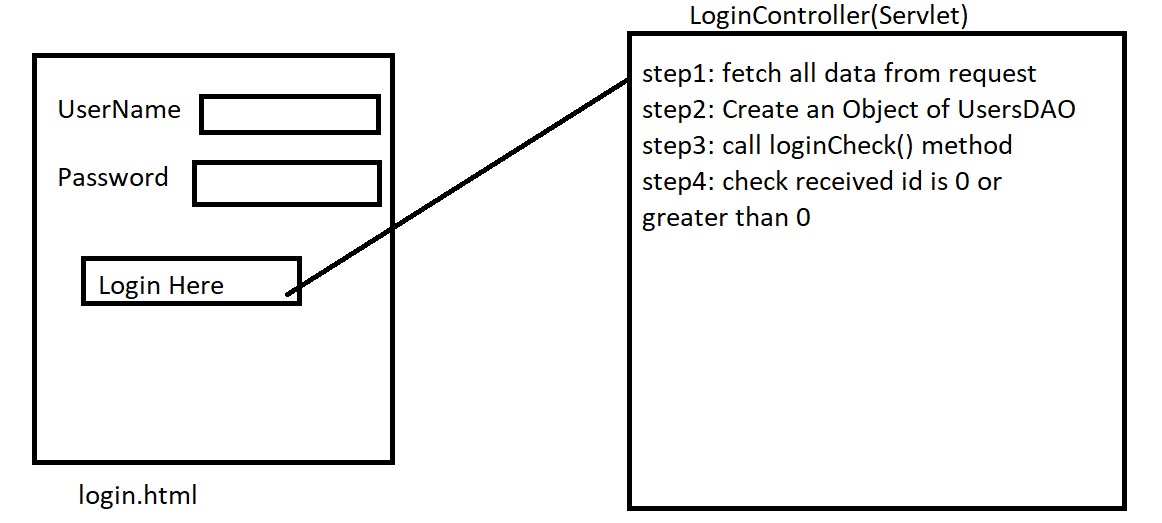 LoginController(Servlet)
UserName
Password
Login Here
login.html
step1: fetch all data from request
step2: Create an Object of UsersDAO
step3: call loginCheck() method
step4: check received id is 0 or
greater than 0